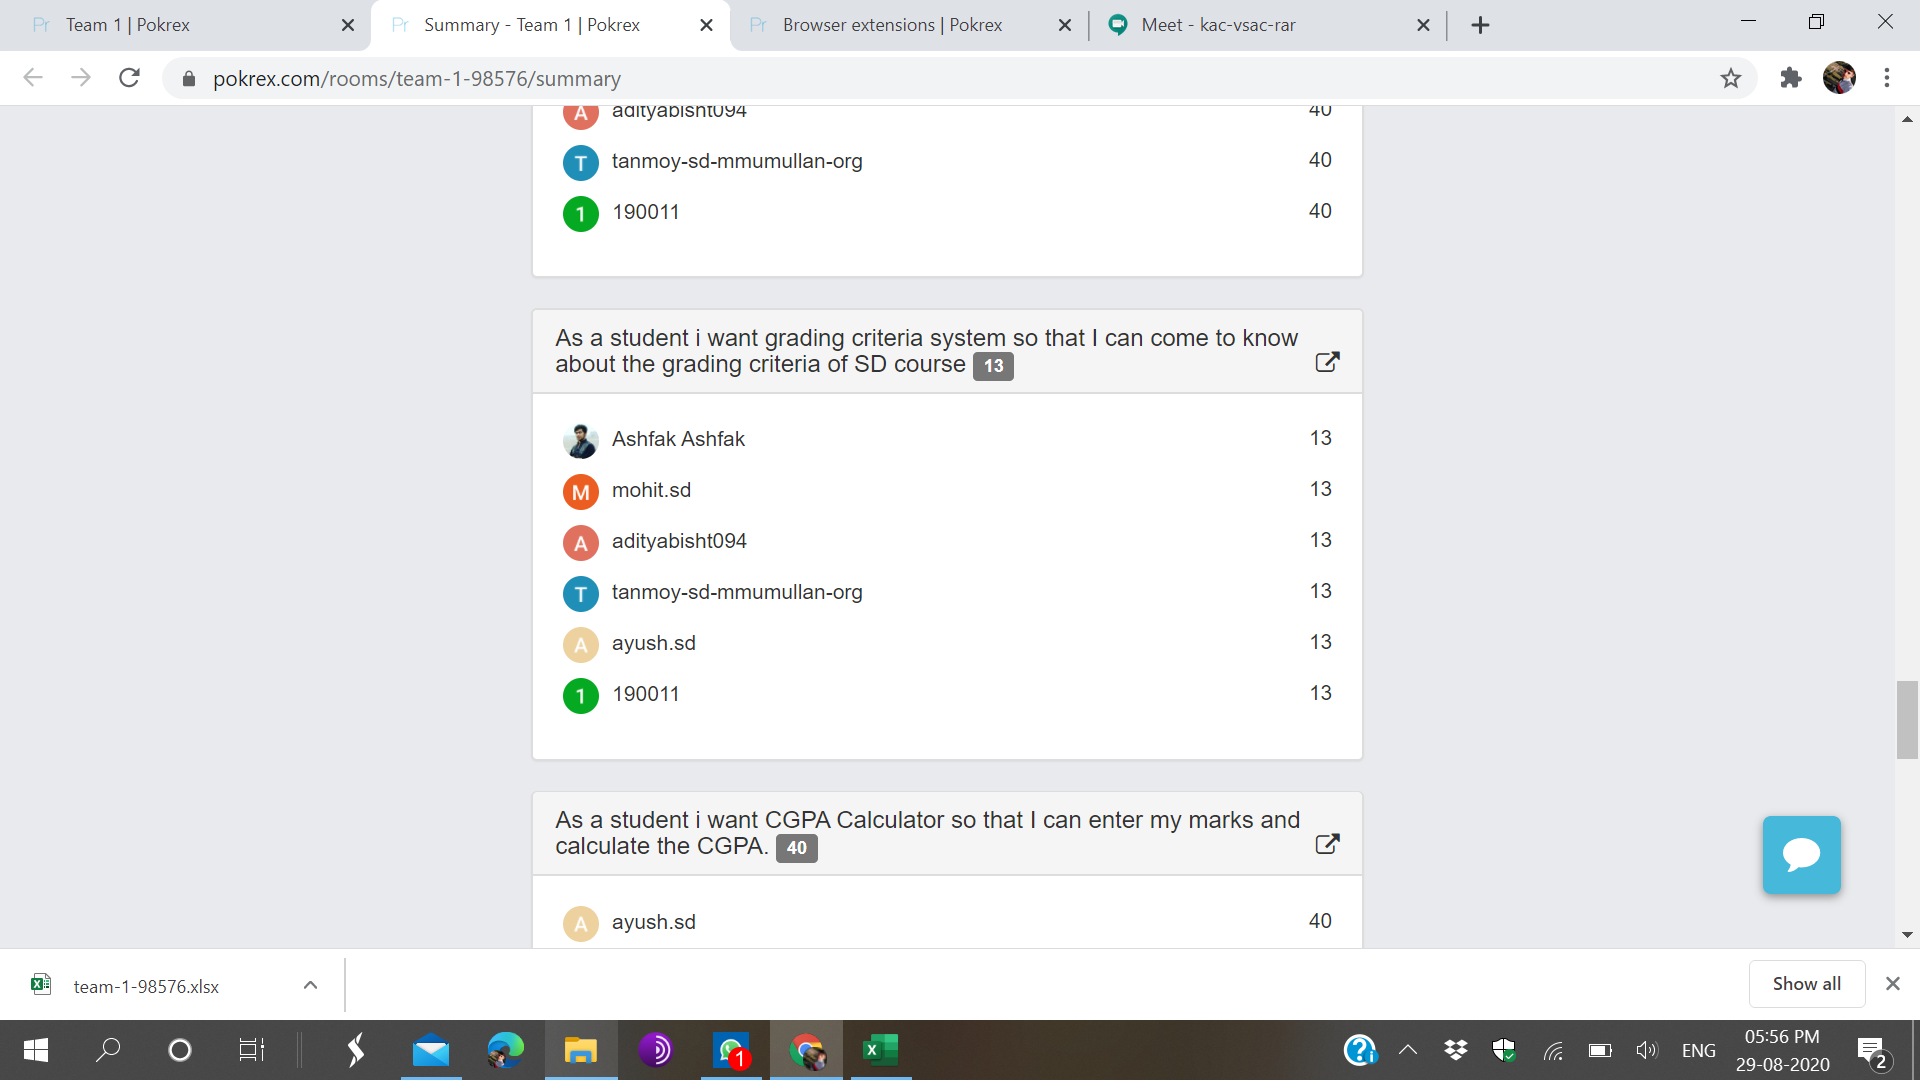 Team 1 | Pokrex
Summary - Team 1 | Pokrex
Browser extensions | Pokrex
Meet - kac-vsac-rar
pokrex.com/rooms/team-1-98576/summary
A adityabisht094 40
T tanmoy-sd-mmumullan-org 40
1 190011 40
As a student i want grading criteria system so that I can come to know
about the grading criteria of SD course 13
Ashfak Ashfak 13
M mohit.sd 13
A adityabisht094 13
T tanmoy-sd-mmumullan-org 13
A ayush.sd 13
1 190011 13
As a student i want CGPA Calculator so that I can enter my marks and
calculate the CGPA. 40
A ayush.sd 40
team-1-98576.xlsx
Show all
1
ENG
05:56 PM
29-08-2020
2